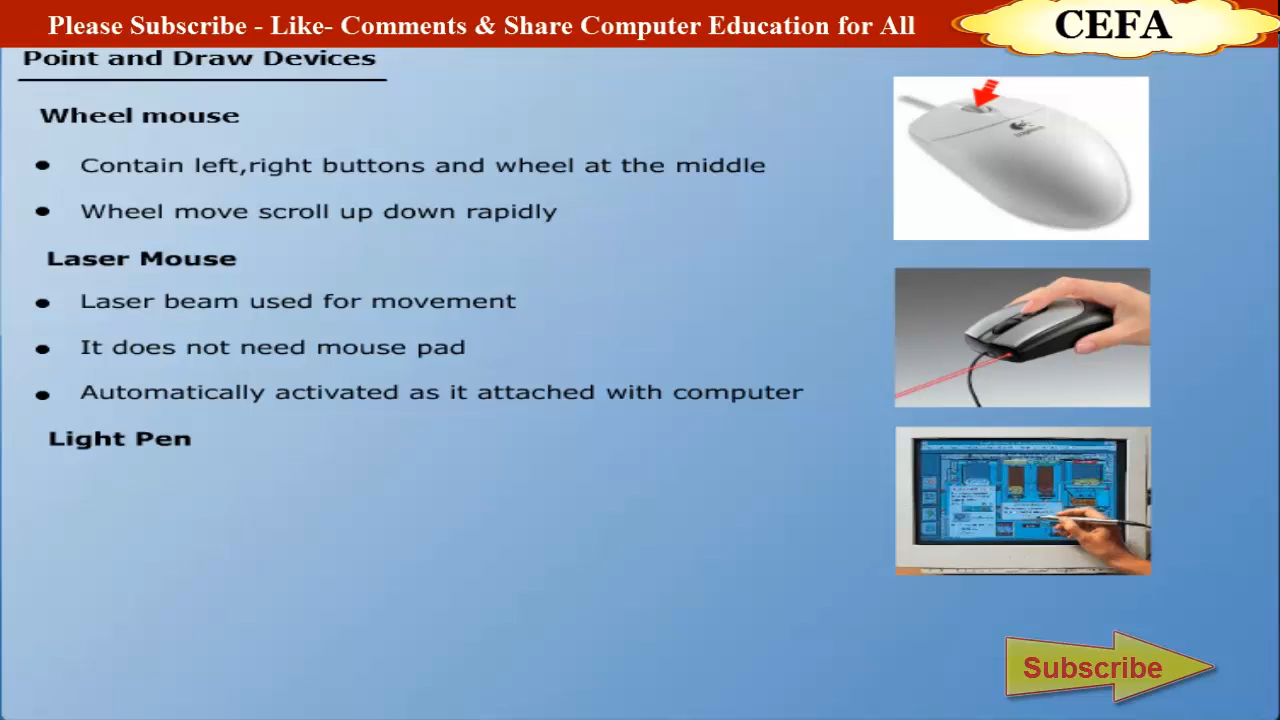 Please Subscribe - Like- Comments & Share Computer Education for All
CEFA
Point and Draw Devices
Wheel mouse
Contain left,right buttons and wheel at the middle
Wheel move scroll up down rapidly
Laser Mouse
Laser beam used for movement
It does not need mouse pad
Automatically activated as it attached with computer
Light Pen
Subscribe